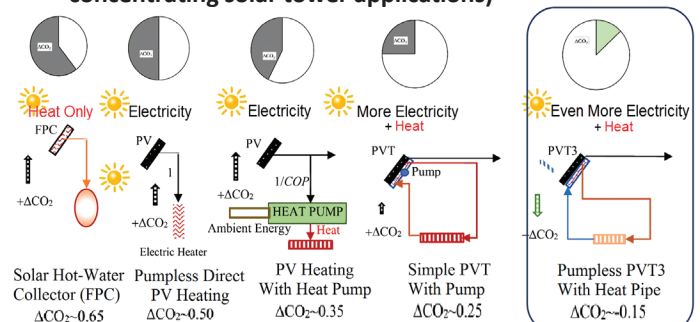 concentrating solar tower applications)
ΔCO₂
ΔCO₂
ΔCO₂
ΔCO₂
ΔCO₂
Heat Only
Electricity
Electricity
More Electricity
+ Heat
Even More Electricity
+ Heat
FPC
PV
PV
PVT
PVT3
Pump
1
1/COP
+ΔCO₂
+ΔCO₂
+ΔCO₂
+ΔCO₂
-ΔCO₂
HEAT PUMP
Ambient Energy
Heat
Electric Heater
Solar Hot-Water
Collector (FPC)
ΔCO₂~0.65
Pumpless Direct
PV Heating
ΔCO₂~0.50
PV Heating
With Heat Pump
ΔCO₂~0.35
Simple PVT
With Pump
ΔCO₂~0.25
Pumpless PVT3
With Heat Pipe
ΔCO₂~-0.15